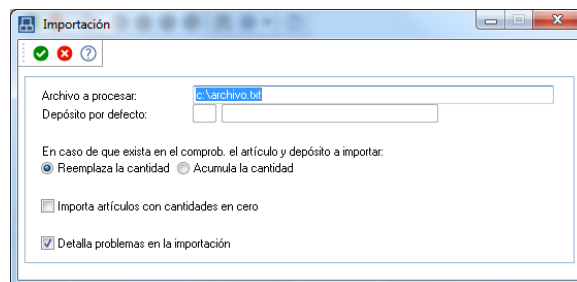 Importación
Archivo a procesar: c:\archivo.txt
Depósito por defecto:
En caso de que exista en el comprob. el artículo y depósito a importar:
Reemplaza la cantidad Acumula la cantidad
Importa artículos con cantidades en cero
Detalla problemas en la importación